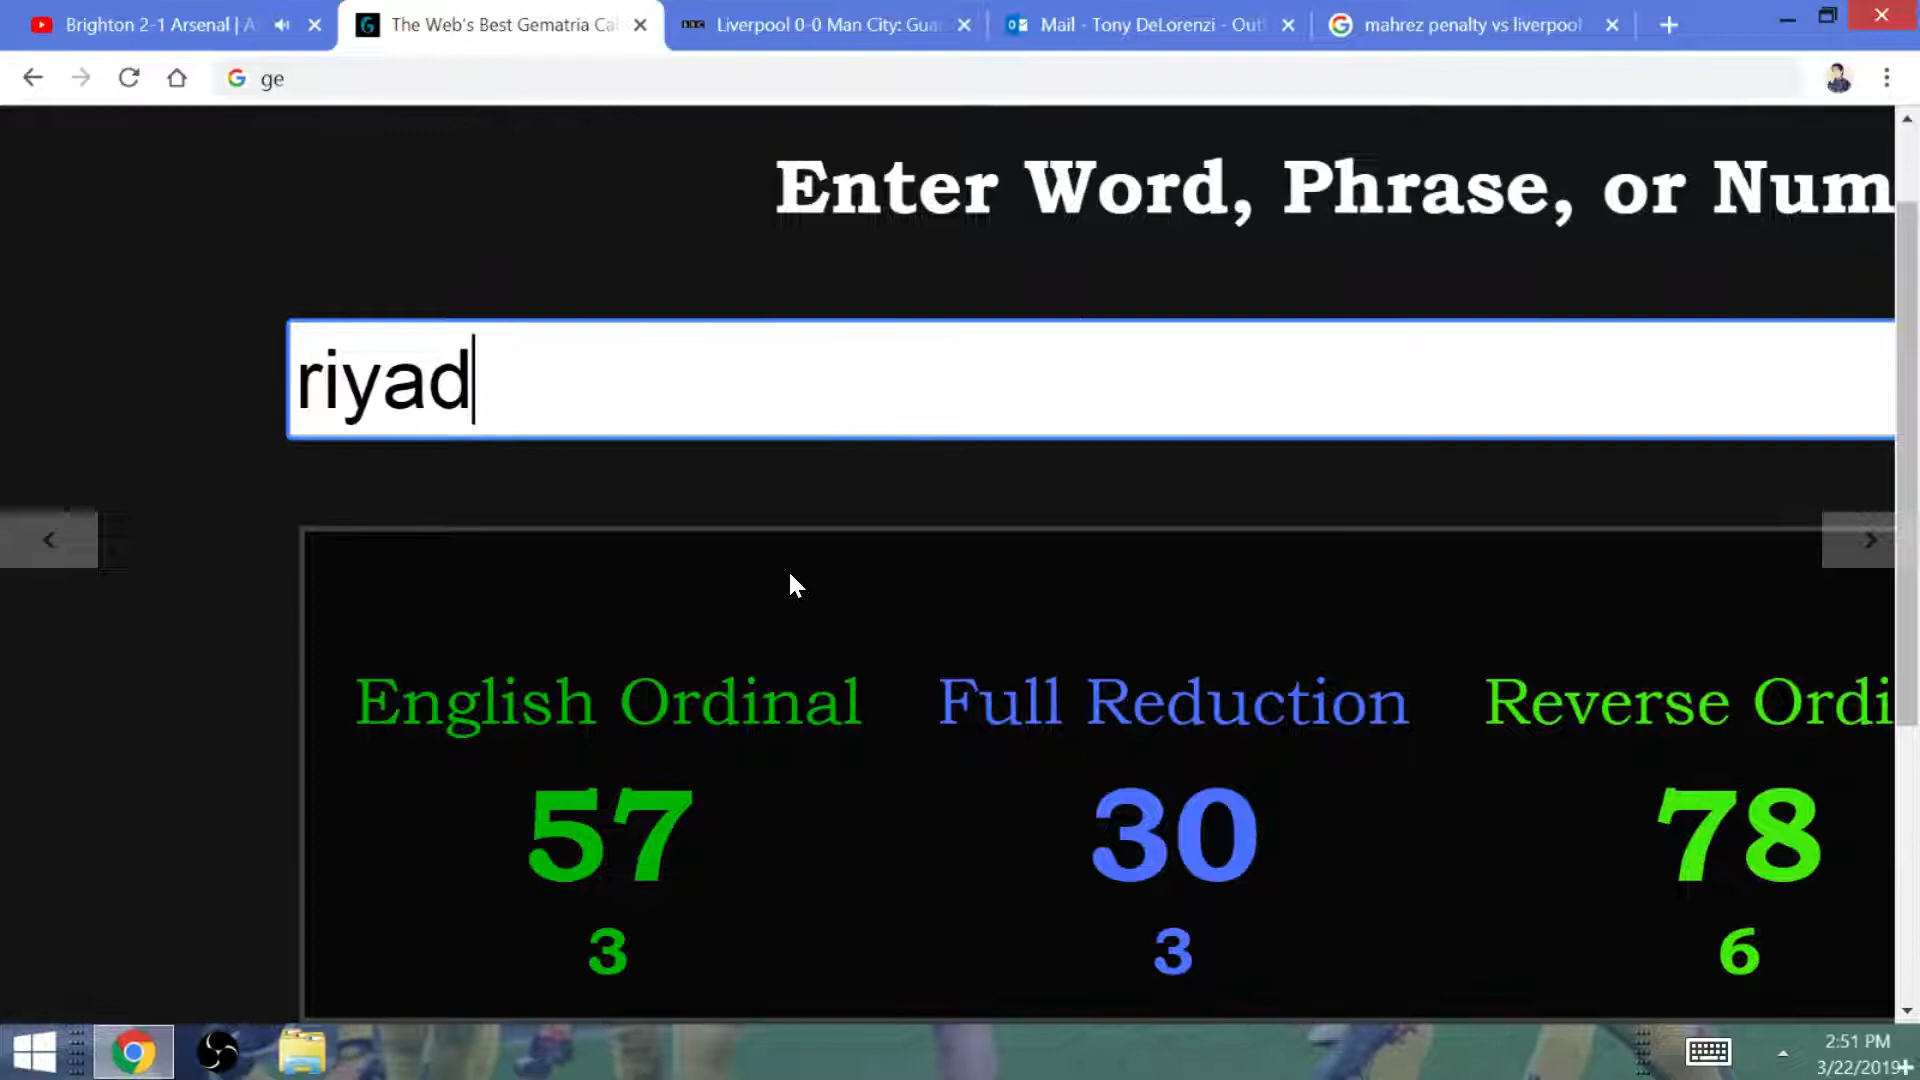 Brighton 2-1 Arsenal | A
The Web's Best Gematria Cal
BBC
Liverpool 0-0 Man City: Gua
Mail - Tony DeLorenzi - Out
mahrez penalty vs liverpool
ge
Enter Word, Phrase, or Num
riyad
English Ordinal
Full Reduction
Reverse Ordi
57
30
78
3
3
6
2:51 PM
3/22/2019